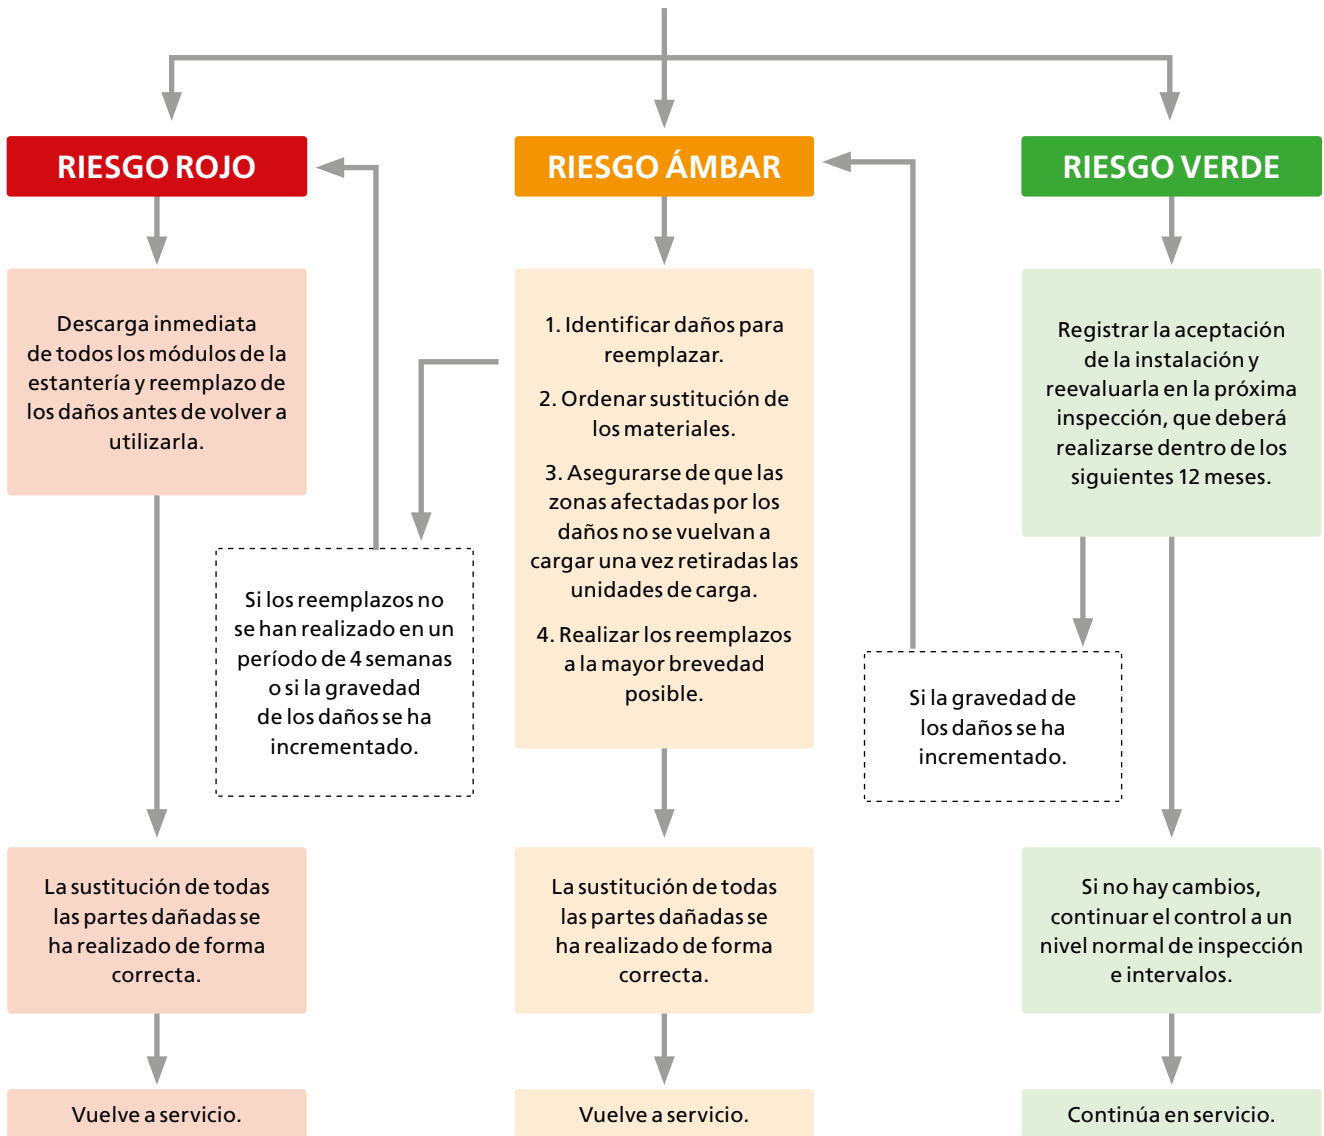 RIESGO ROJO
RIESGO ÁMBAR
RIESGO VERDE
Descarga inmediata
de todos los módulos de la
estantería y reemplazo de
los daños antes de volver a
utilizarla.
1. Identificar daños para
reemplazar.
2. Ordenar sustitución de
los materiales.
3. Asegurarse de que las
zonas afectadas por los
daños no se vuelvan a
cargar una vez retiradas las
unidades de carga.
4. Realizar los reemplazos
a la mayor brevedad
posible.
Registrar la aceptación
de la instalación y
reevaluarla en la próxima
inspección, que deberá
realizarse dentro de los
siguientes 12 meses.
Si los reemplazos no
se han realizado en un
período de 4 semanas
o si la gravedad
de los daños se ha
incrementado.
Si la gravedad de
los daños se ha
incrementado.
La sustitución de todas
las partes dañadas se
ha realizado de forma
correcta.
La sustitución de todas
las partes dañadas se
ha realizado de forma
correcta.
Si no hay cambios,
continuar el control a un
nivel normal de inspección
e intervalos.
Vuelve a servicio.
Vuelve a servicio.
Continúa en servicio.